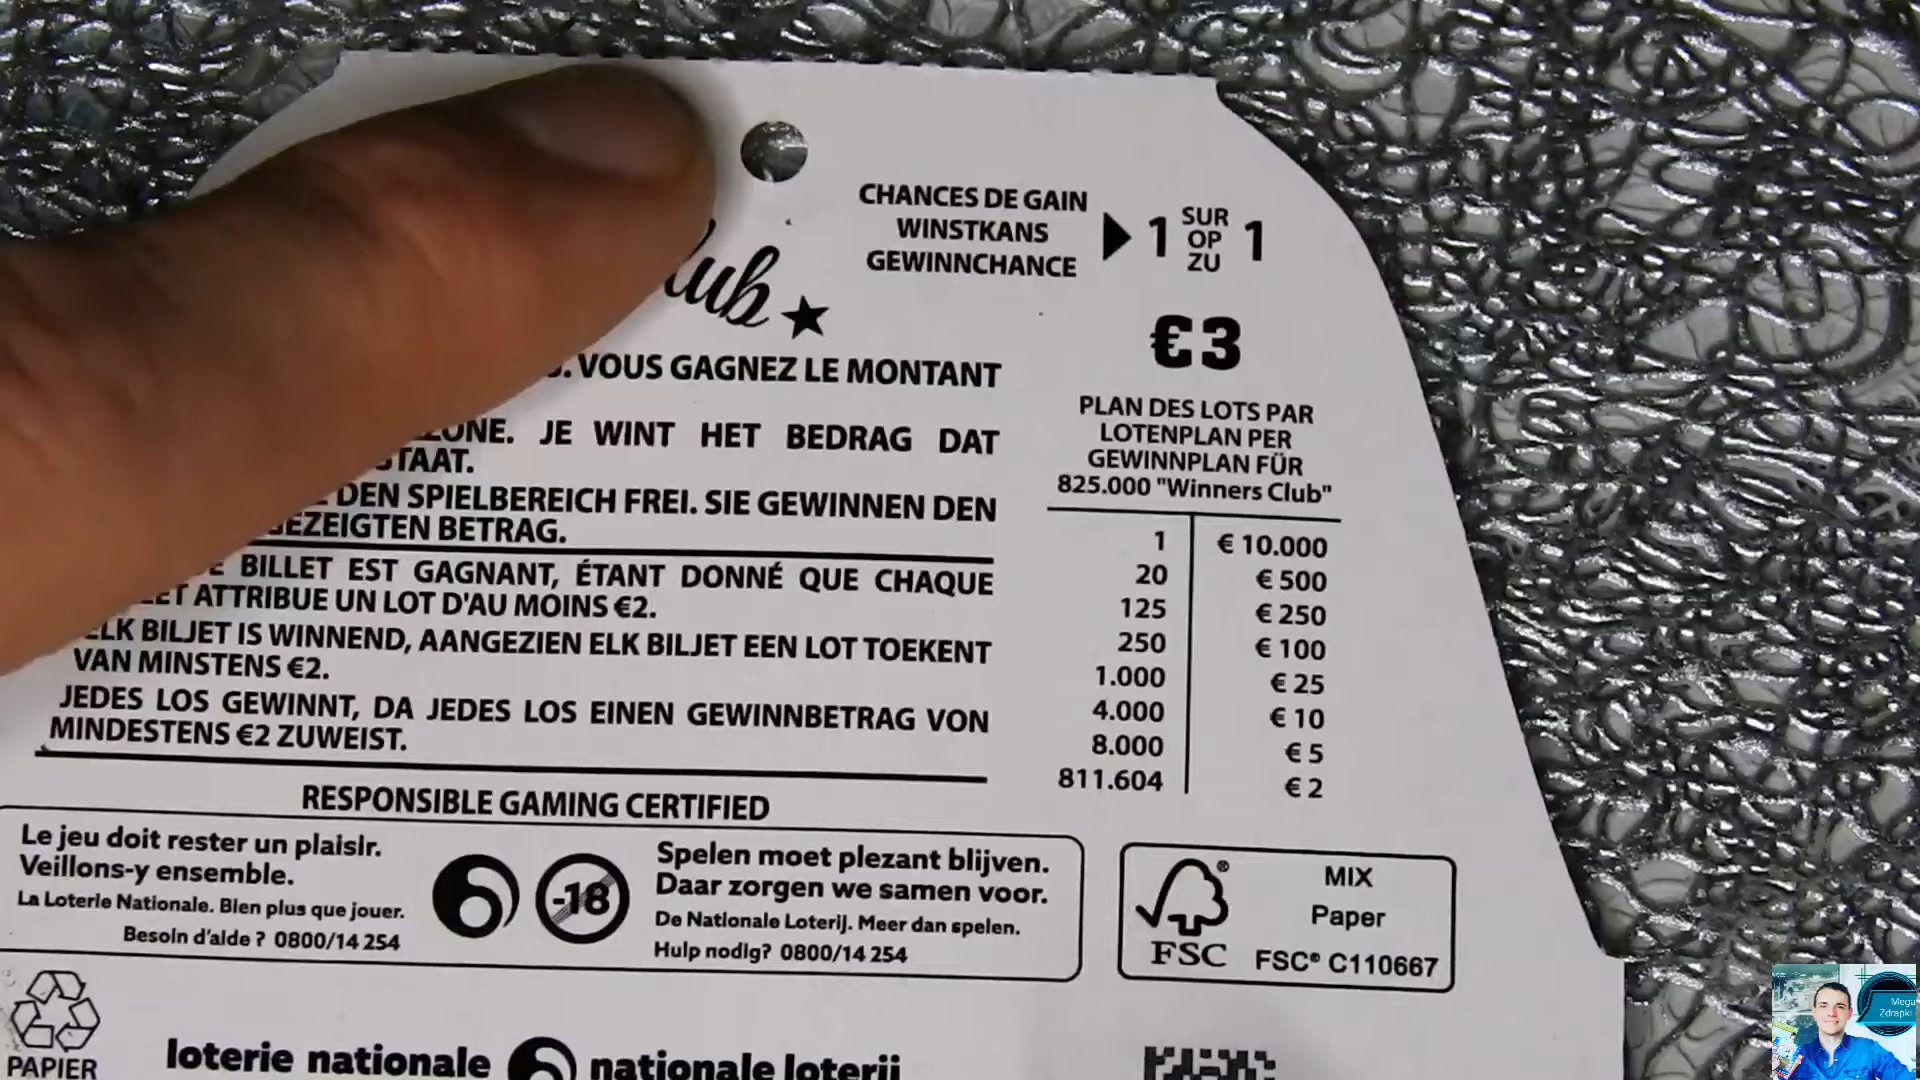 CHANCES DE GAIN
WINSTKANS
GEWINNCHANCE
1 SUR OP ZU 1
€3
VOUS GAGNEZ LE MONTANT
JE WINT HET BEDRAG DAT
DEN SPIELBEREICH FREI. SIE GEWINNEN DEN
BETRAG.
BILLET EST GAGNANT, ÉTANT DONNÉ QUE CHAQUE
ATTRIBUE UN LOT D'AU MOINS €2.
ELK BILJET IS WINNEND, AANGEZIEN ELK BILJET EEN LOT TOEKENT
VAN MINSTENS €2.
JEDES LOS GEWINNT, DA JEDES LOS EINEN GEWINNBETRAG VON
MINDESTENS €2 ZUWEIST.
PLAN DES LOTS PAR
LOTENPLAN PER
GEWINNPLAN FÜR
825.000 "Winners Club"
1 € 10.000
20 € 500
125 € 250
250 € 100
1.000 € 25
4.000 € 10
8.000 € 5
811.604 € 2
RESPONSIBLE GAMING CERTIFIED
Le jeu doit rester un plaisir.
Veillons-y ensemble.
La Loterie Nationale. Bien plus que jouer.
Besoin d'aide ? 0800/14 254
-18
Spelen moet plezant blijven.
Daar zorgen we samen voor.
De Nationale Loterij. Meer dan spelen.
Hulp nodig? 0800/14 254
FSC®
MIX
Paper
FSC® C110667
PAPIER
loterie nationale
nationale loterij
Mega
Zdrapki